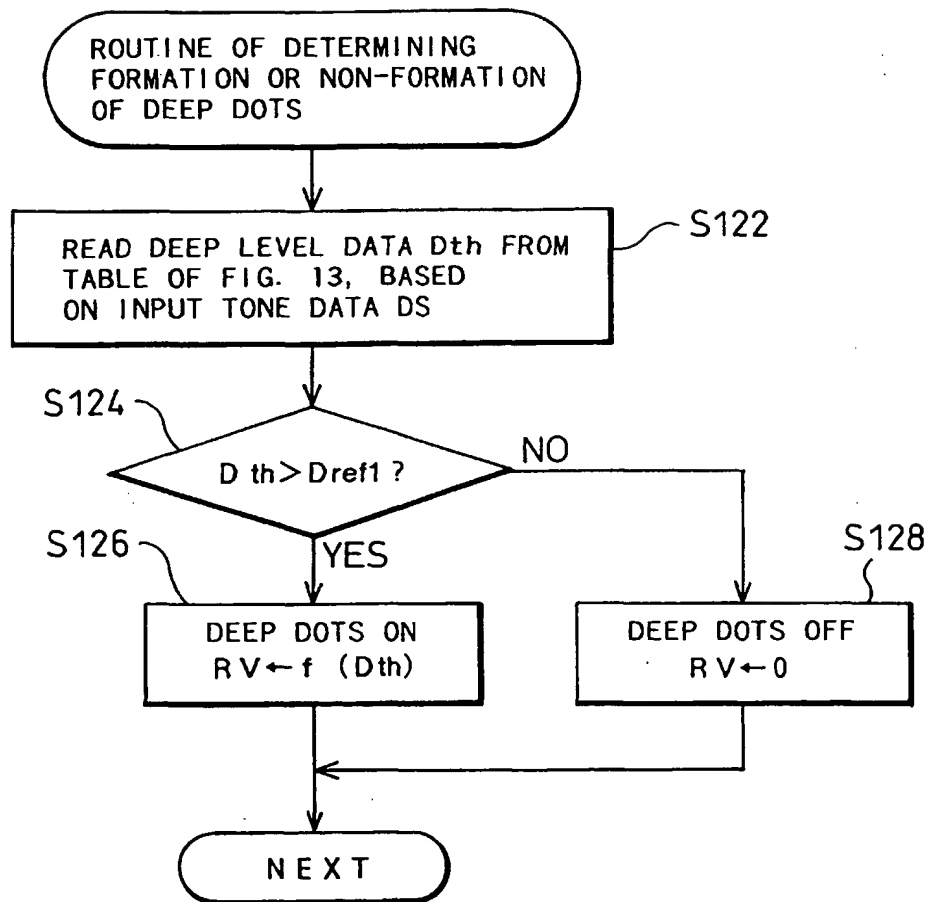 ROUTINE OF DETERMINING
FORMATION OR NON-FORMATION
OF DEEP DOTS
S122
READ DEEP LEVEL DATA Dth FROM
TABLE OF FIG. 13, BASED
ON INPUT TONE DATA DS
S124
Dth>Dref1?
NO
YES
S126
S128
DEEP DOTS ON
RV←f (Dth)
DEEP DOTS OFF
RV←0
NEXT